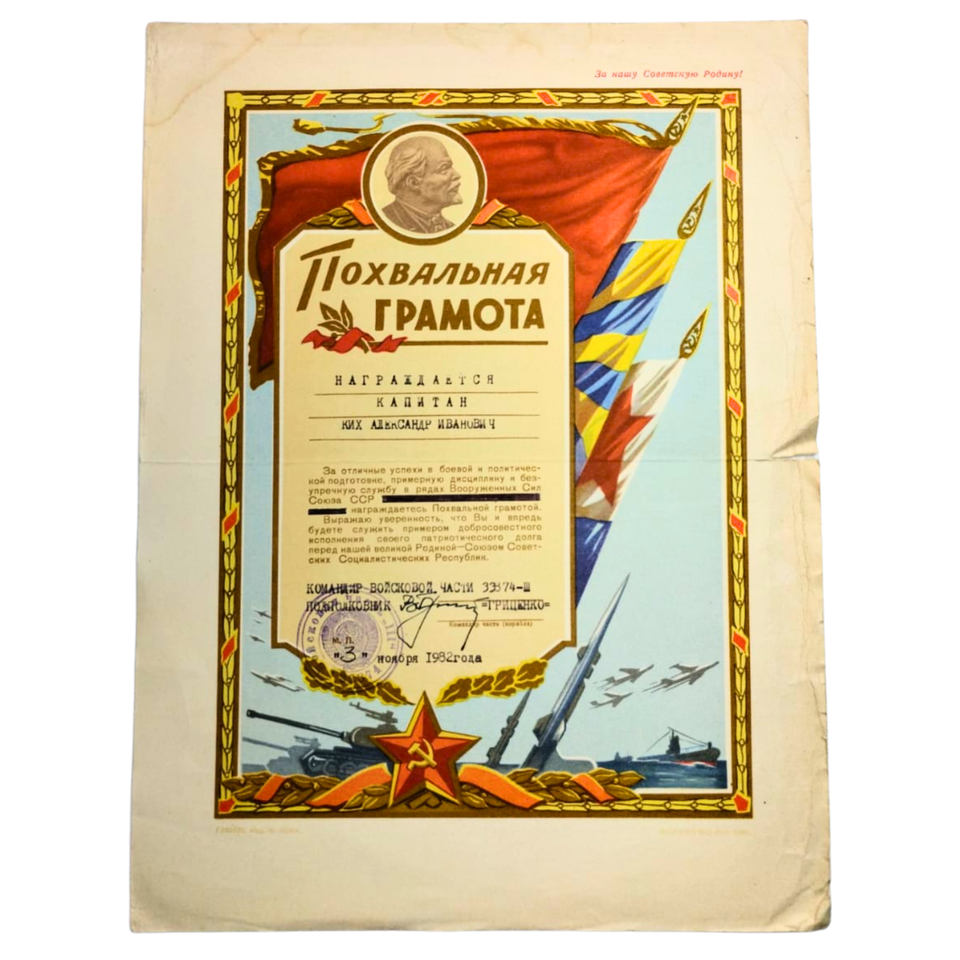 За нашу Советскую Родину!
ПОХВАЛЬНАЯ
ГРАМОТА
НАГРАЖДАЕТСЯ
КАПИТАН
КИХ АЛЕКСАНДР ИВАНОВИЧ
За отличные успехи в боевой и политичес-
кой подготовке, примерную дисциплину и без-
упречную службу в рядах Вооруженных Сил
Союза ССР
награждаетесь Похвальной грамотой.
Выражаю уверенность, что Вы и впредь
будете служить примером добросовестного
исполнения своего патриотического долга
перед нашей великой Родиной—Союзом Совет-
ских Социалистических Республик.
КОМАНДИР ВОЙСКОВОЙ ЧАСТИ
ПОДПОЛКОВНИК =ГРИЦЕНКО=
Командир части (корабля)
М. П.
"3" ноября 1982года